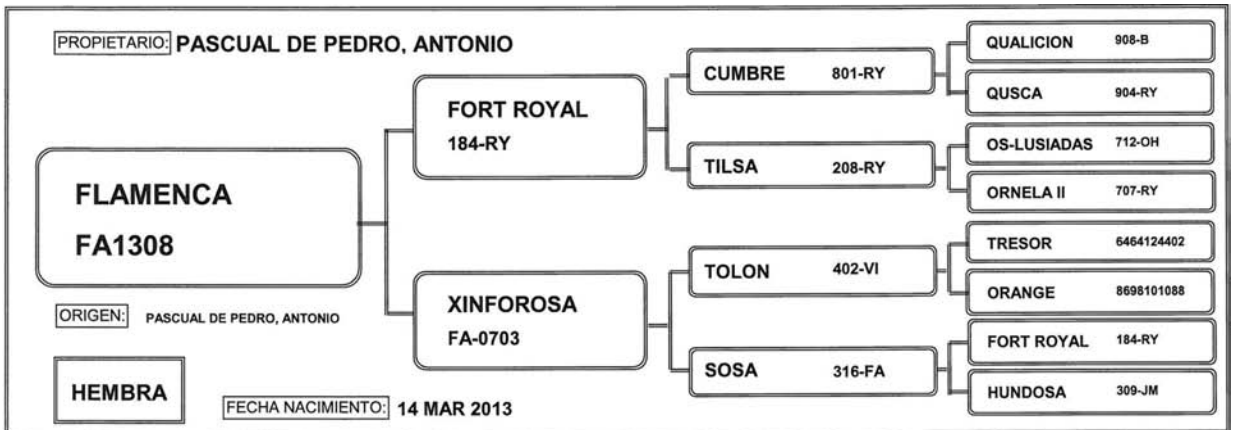 PROPIETARIO: PASCUAL DE PEDRO, ANTONIO
FLAMENCA
FA1308
ORIGEN: PASCUAL DE PEDRO, ANTONIO
HEMBRA
FECHA NACIMIENTO: 14 MAR 2013
FORT ROYAL
184-RY
XINFOROSA
FA-0703
CUMBRE 801-RY
TILSA 208-RY
TOLON 402-VI
SOSA 316-FA
QUALICION 908-B
QUSCA 904-RY
OS-LUSIADAS 712-OH
ORNELA II 707-RY
TRESOR 6464124402
ORANGE 8698101088
FORT ROYAL 184-RY
HUNDOSA 309-JM